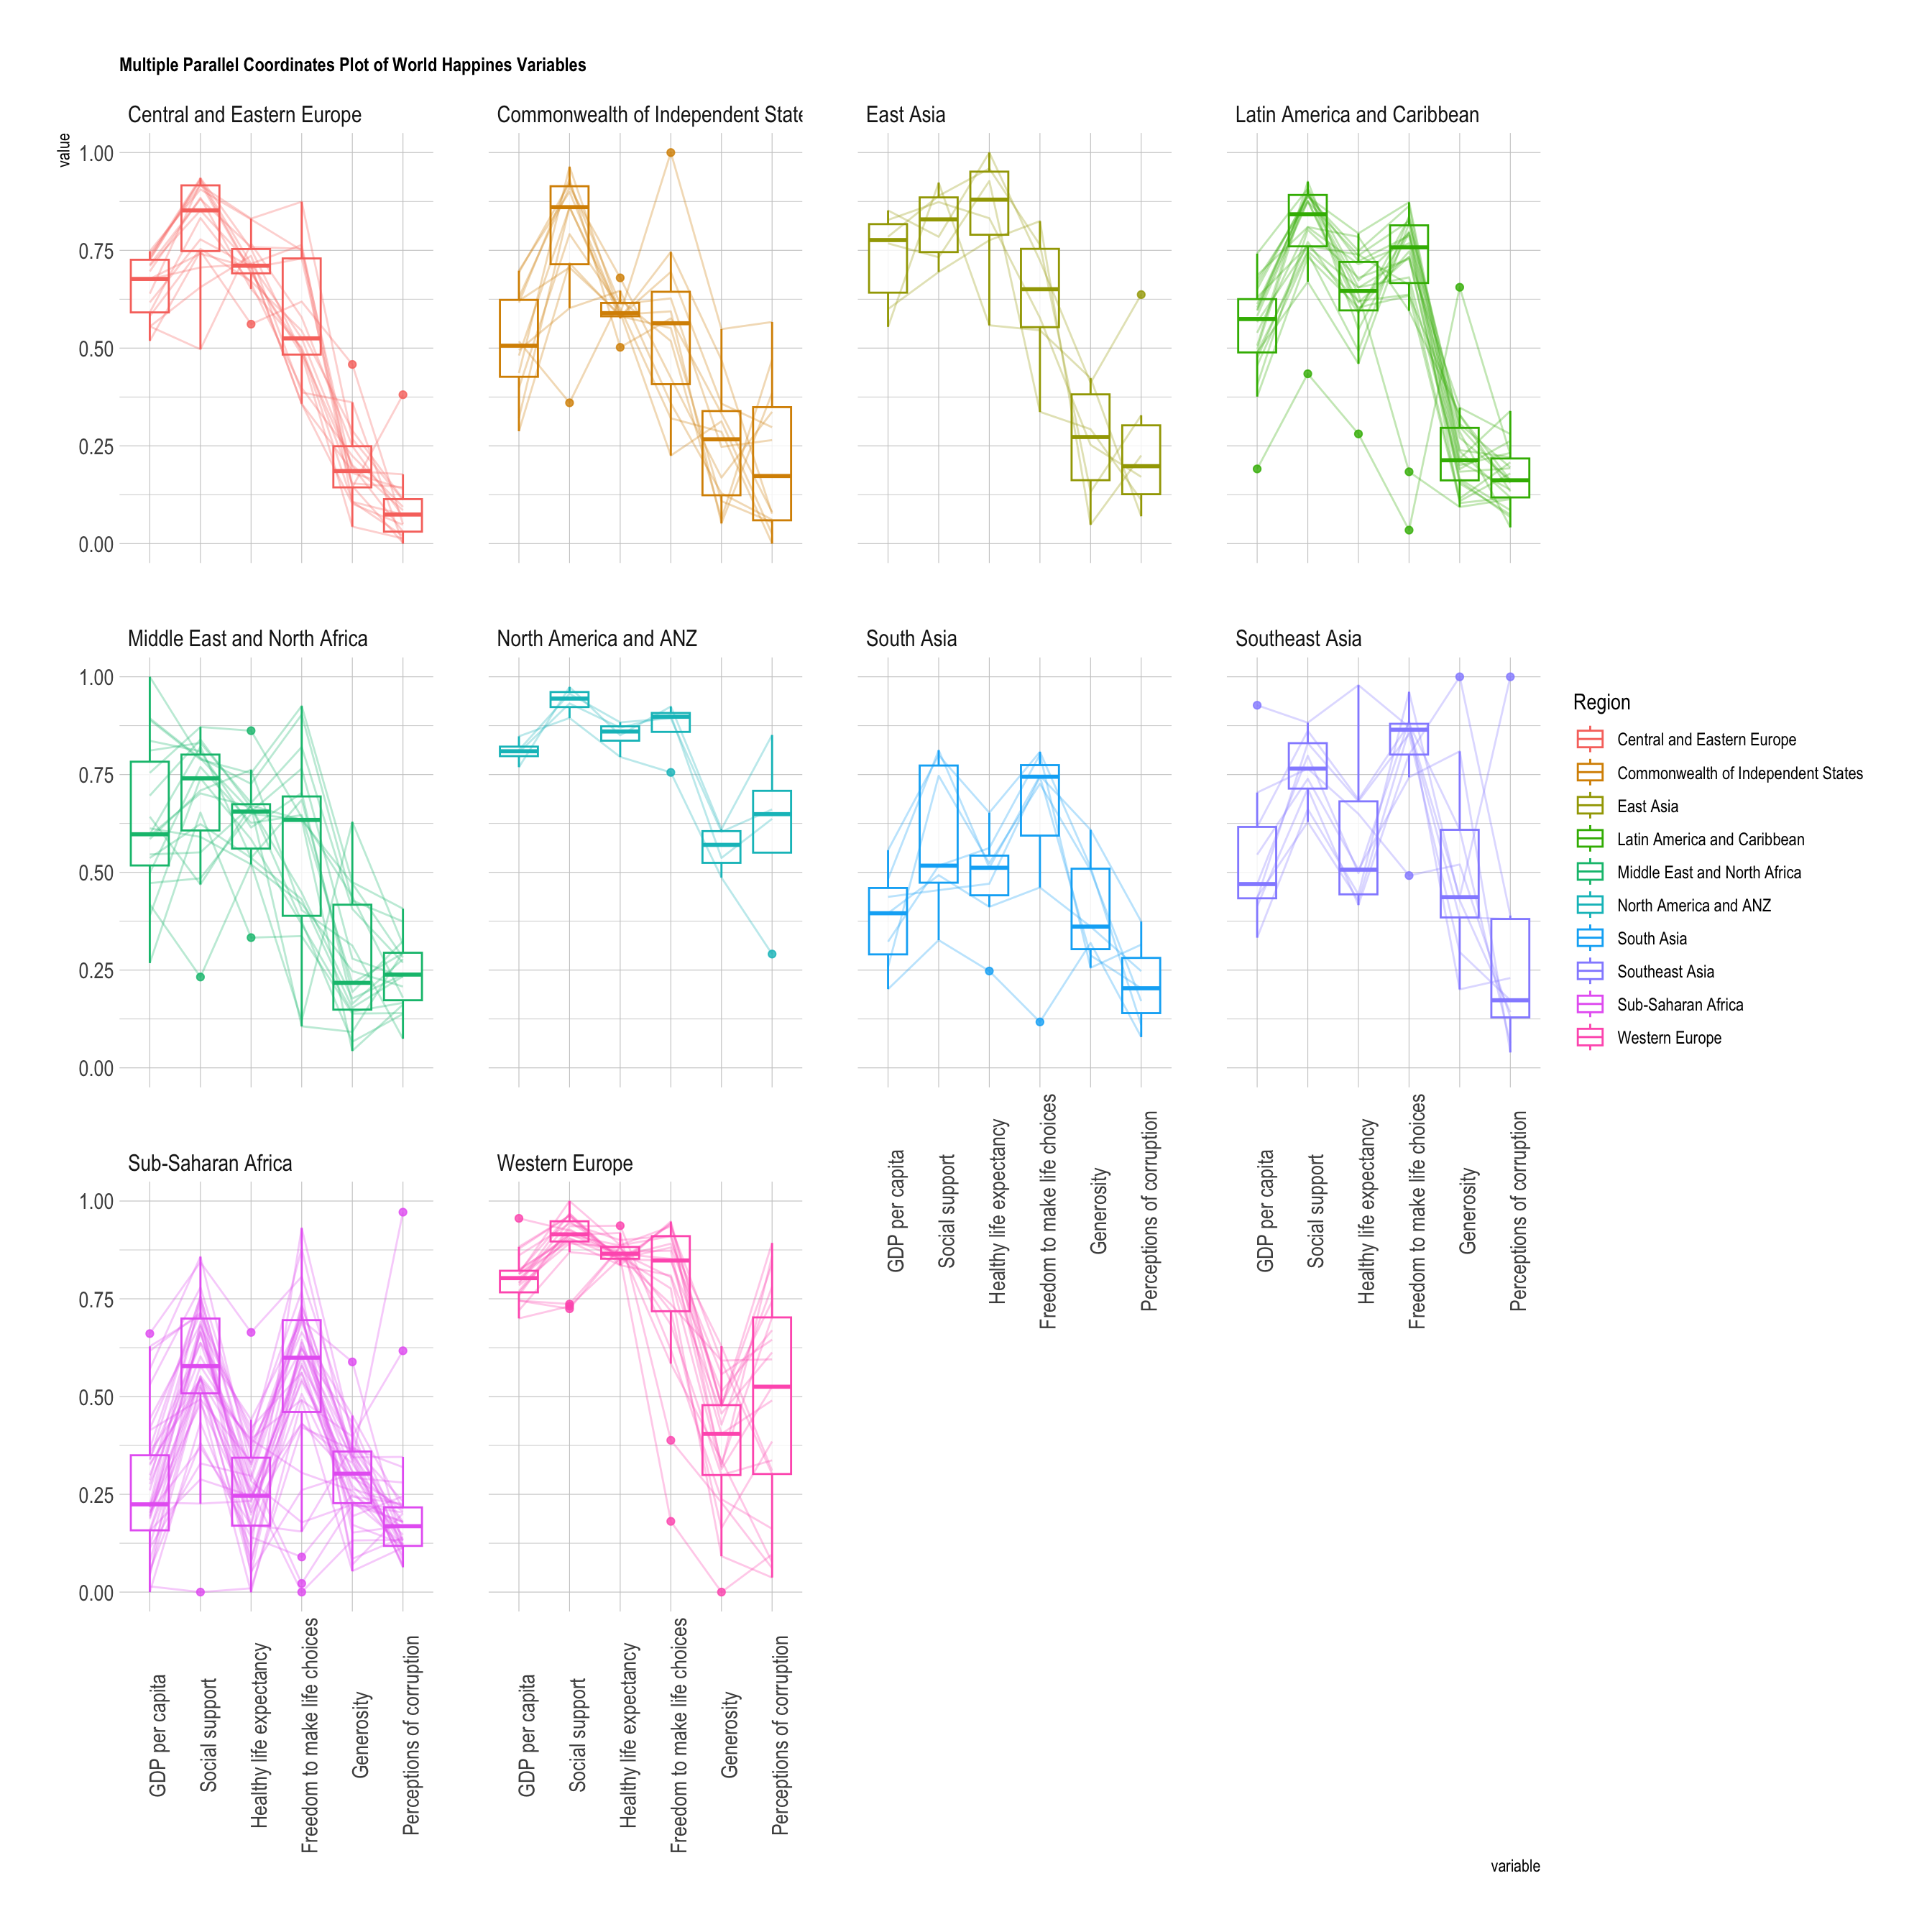 Multiple Parallel Coordinates Plot of World Happines Variables
value
Central and Eastern Europe
Commonwealth of Independent State
East Asia
Latin America and Caribbean
1.00
0.75
0.50
0.25
0.00
Middle East and North Africa
North America and ANZ
South Asia
Southeast Asia
1.00
0.75
0.50
0.25
0.00
Region
Central and Eastern Europe
Commonwealth of Independent States
East Asia
Latin America and Caribbean
Middle East and North Africa
North America and ANZ
South Asia
Southeast Asia
Sub-Saharan Africa
Western Europe
GDP per capita
Social support
Healthy life expectancy
Freedom to make life choices
Generosity
Perceptions of corruption
GDP per capita
Social support
Healthy life expectancy
Freedom to make life choices
Generosity
Perceptions of corruption
Sub-Saharan Africa
Western Europe
1.00
0.75
0.50
0.25
0.00
GDP per capita
Social support
Healthy life expectancy
Freedom to make life choices
Generosity
Perceptions of corruption
GDP per capita
Social support
Healthy life expectancy
Freedom to make life choices
Generosity
Perceptions of corruption
variable